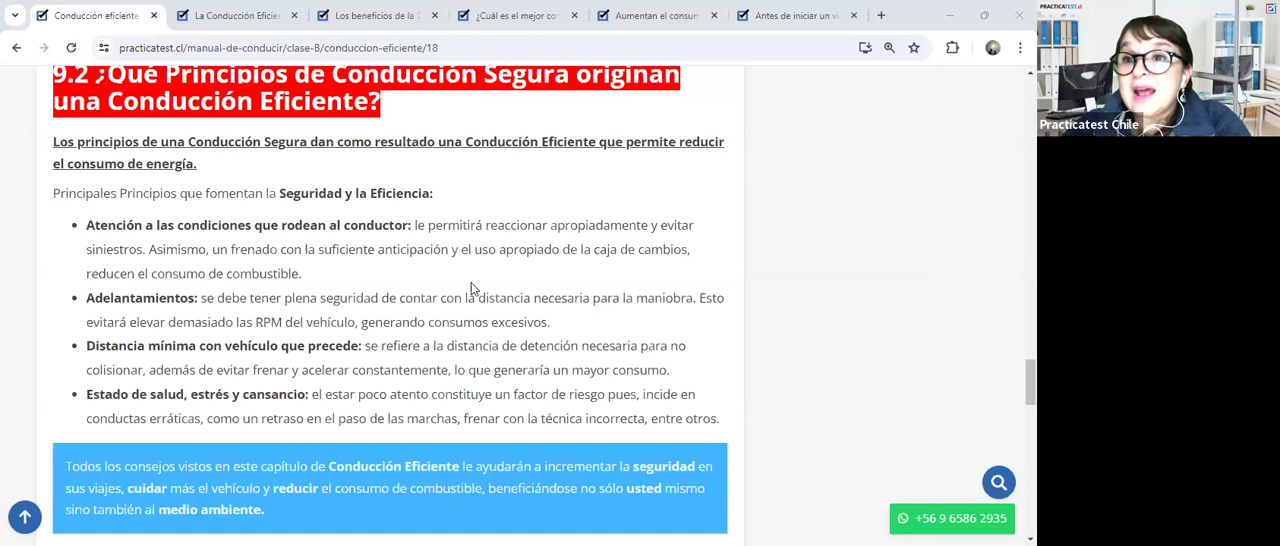 Conducción eficiente
La Conducción Eficien
Los beneficios de la C
¿Cuál es el mejor co
Aumentan el consum
Antes de iniciar un vi
practicatest.cl/manual-de-conducir/clase-B/conduccion-eficiente/18
9.2 ¿Qué Principios de Conducción Segura originan
una Conducción Eficiente?
Los principios de una Conducción Segura dan como resultado una Conducción Eficiente que permite reducir
el consumo de energía.
Principales Principios que fomentan la Seguridad y la Eficiencia:
Atención a las condiciones que rodean al conductor: le permitirá reaccionar apropiadamente y evitar
siniestros. Asimismo, un frenado con la suficiente anticipación y el uso apropiado de la caja de cambios,
reducen el consumo de combustible.
Adelantamientos: se debe tener plena seguridad de contar con la distancia necesaria para la maniobra. Esto
evitará elevar demasiado las RPM del vehículo, generando consumos excesivos.
Distancia mínima con vehículo que precede: se refiere a la distancia de detención necesaria para no
colisionar, además de evitar frenar y acelerar constantemente, lo que generaría un mayor consumo.
Estado de salud, estrés y cansancio: el estar poco atento constituye un factor de riesgo pues, incide en
conductas erráticas, como un retraso en el paso de las marchas, frenar con la técnica incorrecta, entre otros.
Todos los consejos vistos en este capítulo de Conducción Eficiente le ayudarán a incrementar la seguridad en
sus viajes, cuidar más el vehículo y reducir el consumo de combustible, beneficiándose no sólo usted mismo
sino también al medio ambiente.
+56 9 6586 2935
PRACTICATEST.cl
Practicatest Chile